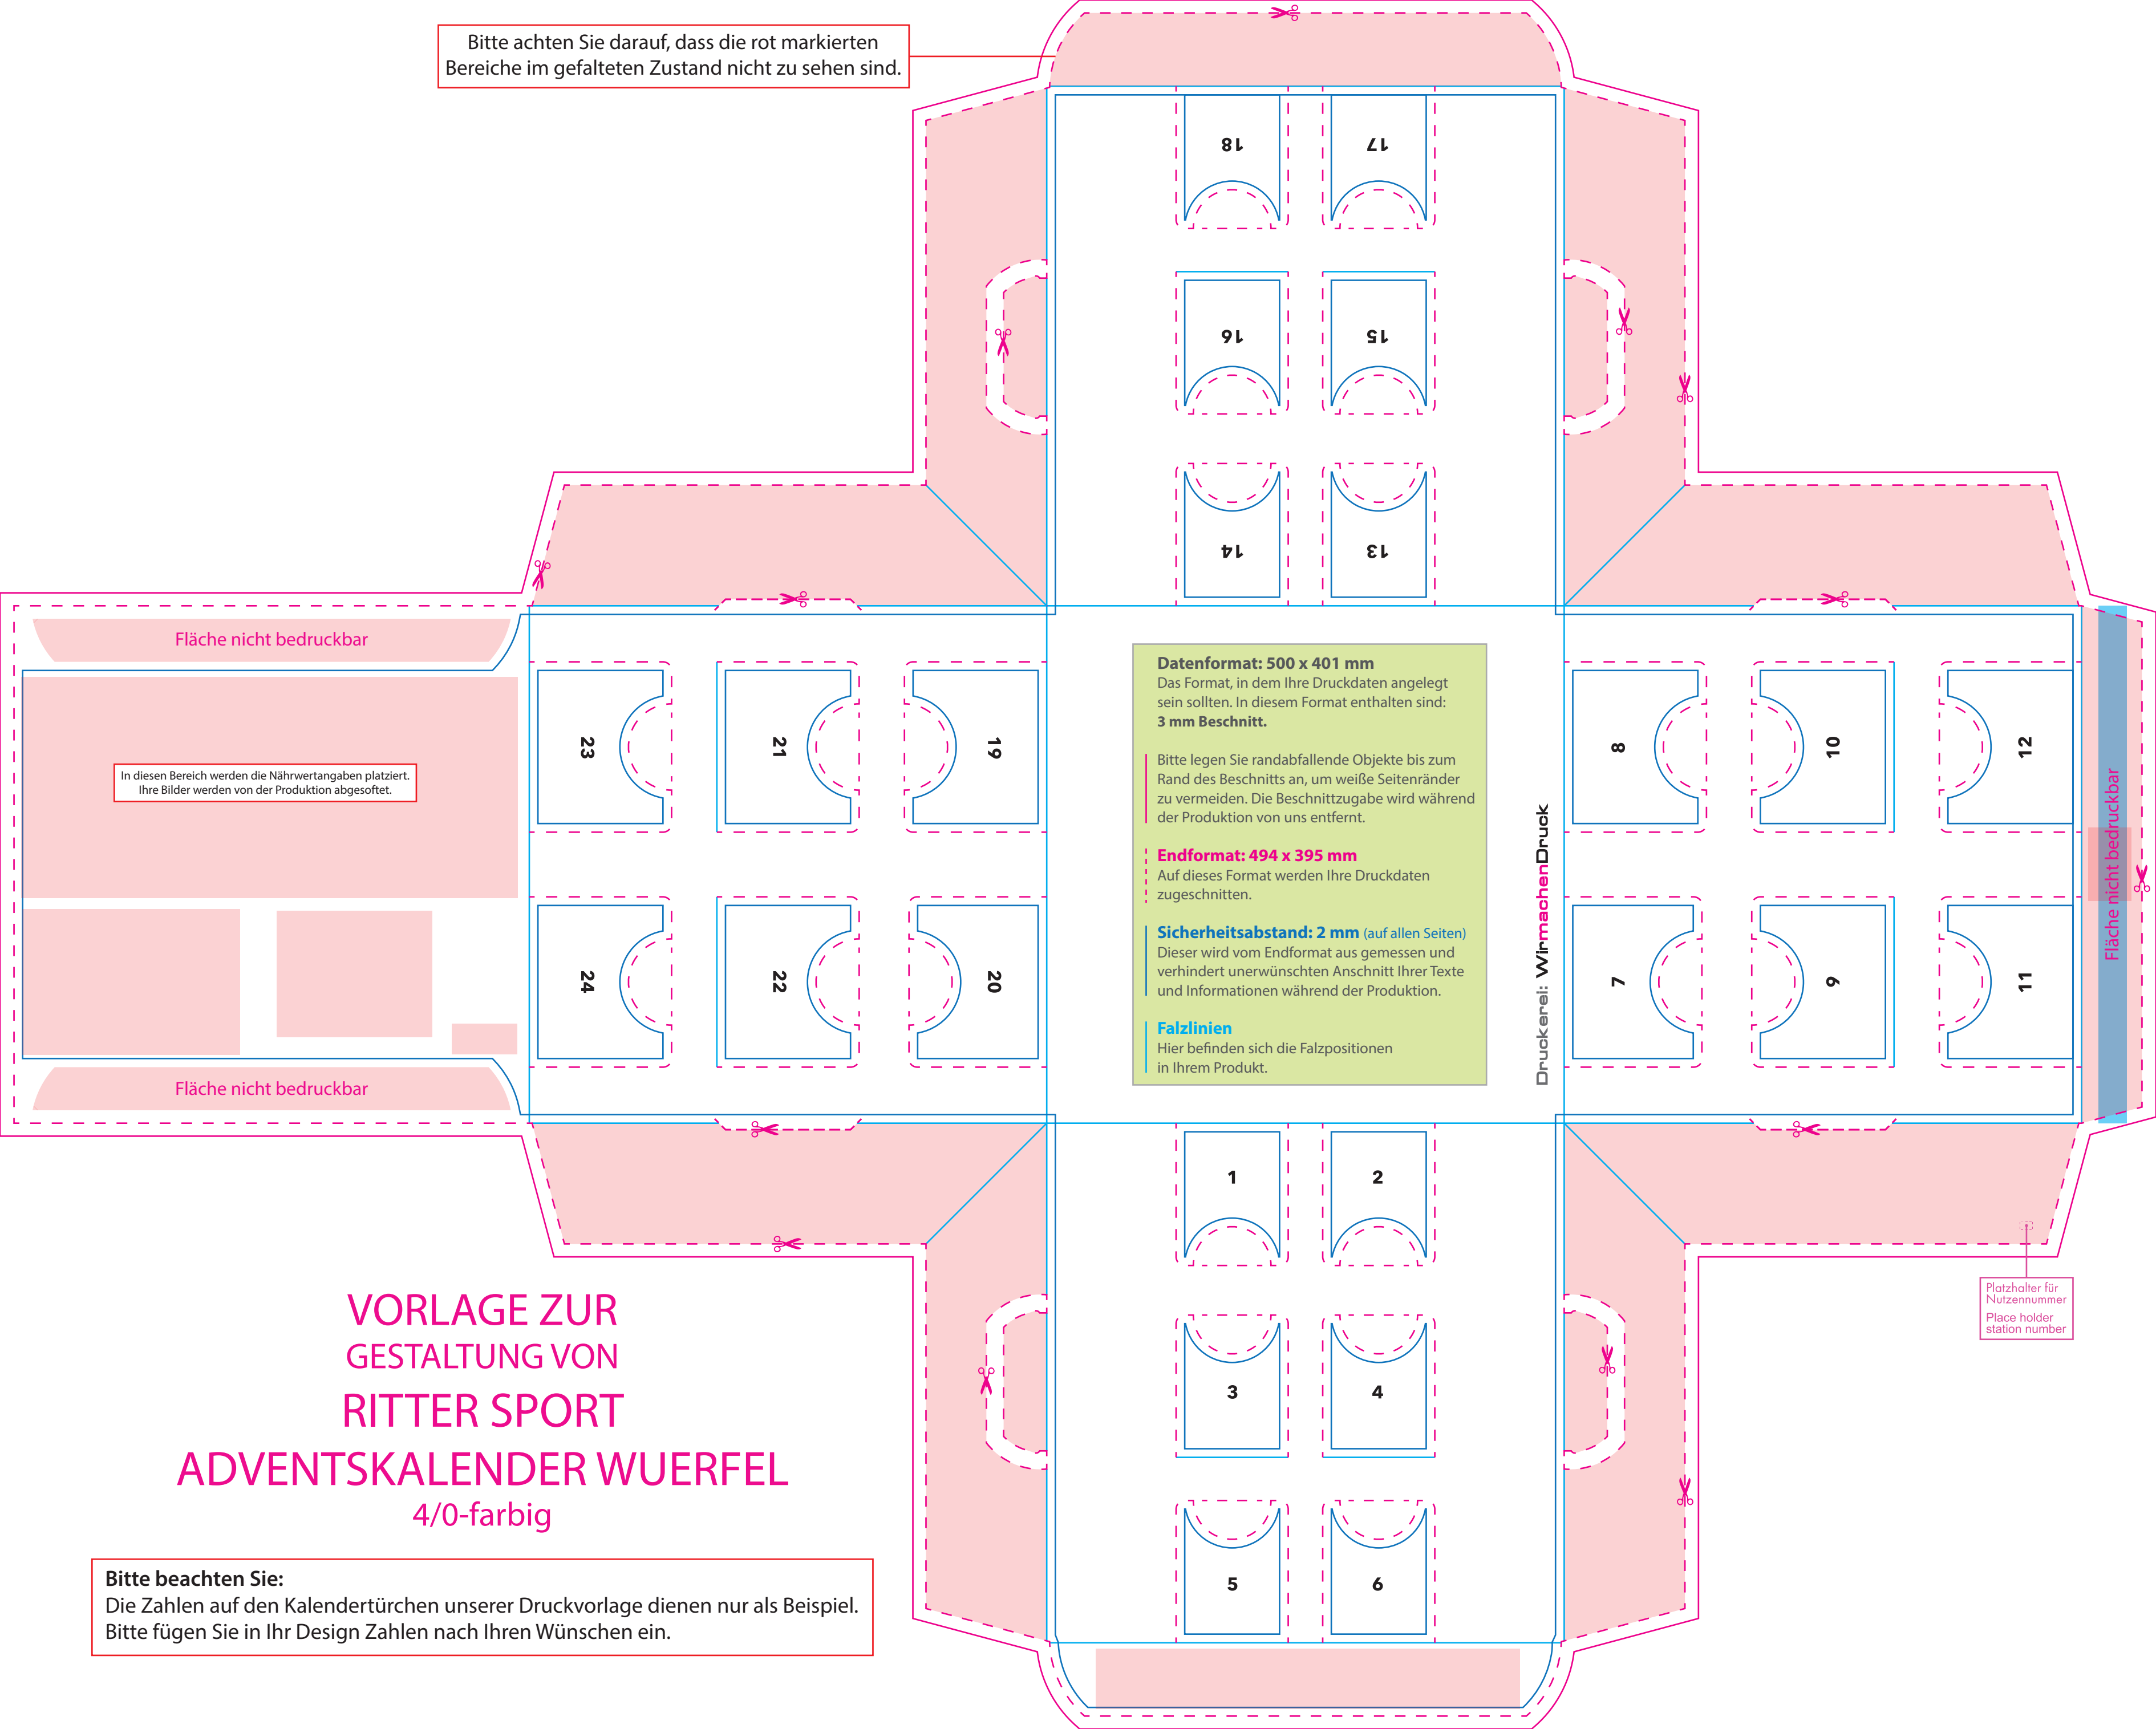 Bitte achten Sie darauf, dass die rot markierten
Bereiche im gefalteten Zustand nicht zu sehen sind.
18
17
16
15
14
13
Fläche nicht bedruckbar
In diesen Bereich werden die Nährwertangaben platziert.
Ihre Bilder werden von der Produktion abgesoftet.
Fläche nicht bedruckbar
23
21
19
24
22
20
Datenformat: 500 x 401 mm
Das Format, in dem Ihre Druckdaten angelegt
sein sollten. In diesem Format enthalten sind:
3 mm Beschnitt.
Bitte legen Sie randabfallende Objekte bis zum
Rand des Beschnitts an, um weiße Seitenränder
zu vermeiden. Die Beschnittzugabe wird während
der Produktion von uns entfernt.
Endformat: 494 x 395 mm
Auf dieses Format werden Ihre Druckdaten
zugeschnitten.
Sicherheitsabstand: 2 mm (auf allen Seiten)
Dieser wird vom Endformat aus gemessen und
verhindert unerwünschten Anschnitt Ihrer Texte
und Informationen während der Produktion.
Falzlinien
Hier befinden sich die Falzpositionen
in Ihrem Produkt.
Druckerei: WirmachenDruck
8
10
12
7
9
11
Fläche nicht bedruckbar
1
2
3
4
5
6
Platzhalter für
Nutzennummer
Place holder
station number
VORLAGE ZUR
GESTALTUNG VON
RITTER SPORT
ADVENTSKALENDER WUERFEL
4/0-farbig
Bitte beachten Sie:
Die Zahlen auf den Kalendertürchen unserer Druckvorlage dienen nur als Beispiel.
Bitte fügen Sie in Ihr Design Zahlen nach Ihren Wünschen ein.